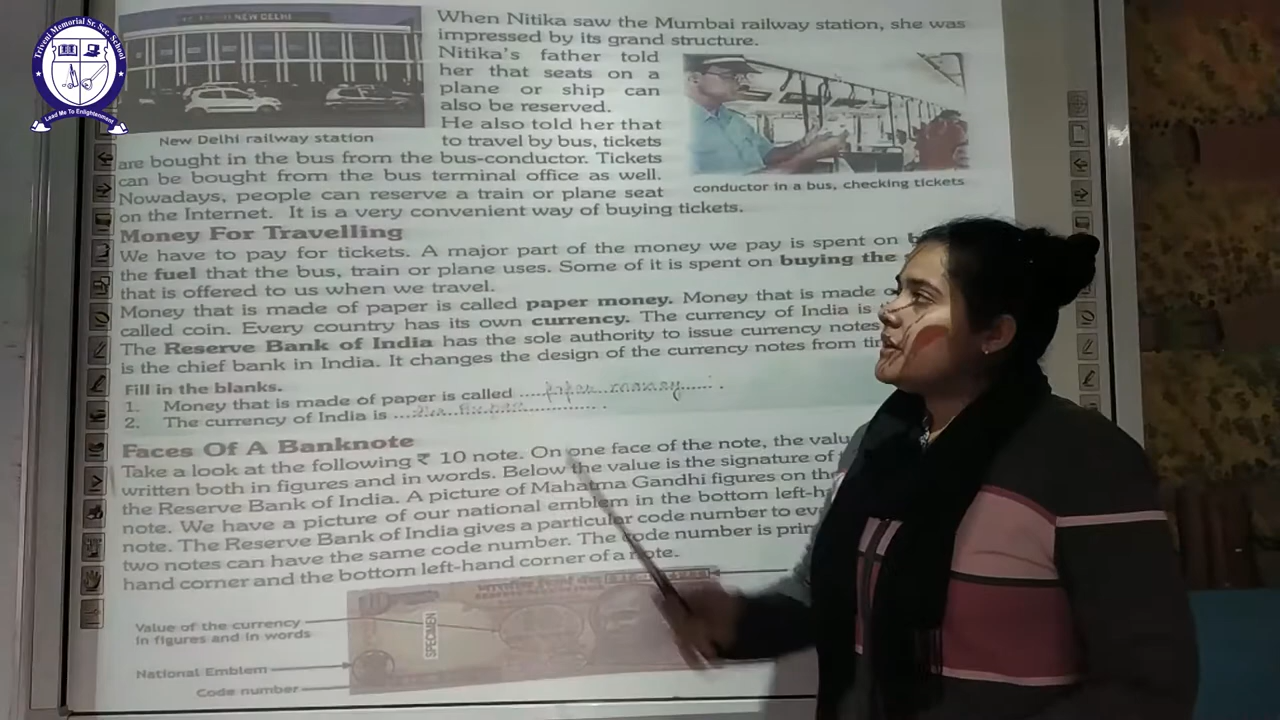 Triveni Memorial Sr. Sec. School
Lead Me To Enlightenment
NEW DELHI
New Delhi railway station
When Nitika saw the Mumbai railway station, she was
impressed by its grand structure.
Nitika's father told
her that seats on a
plane or ship can
also be reserved.
He also told her that
to travel by bus, tickets
are bought in the bus from the bus-conductor. Tickets
can be bought from the bus terminal office as well.
Nowadays, people can reserve a train or plane seat
on the Internet. It is a very convenient way of buying tickets.
conductor in a bus, checking tickets
Money For Travelling
We have to pay for tickets. A major part of the money we pay is spent on
the fuel that the bus, train or plane uses. Some of it is spent on buying the
that is offered to us when we travel.
Money that is made of paper is called paper money. Money that is made
called coin. Every country has its own currency. The currency of India is
The Reserve Bank of India has the sole authority to issue currency notes
is the chief bank in India. It changes the design of the currency notes from
Fill in the blanks.
1. Money that is made of paper is called ....paper money...... .
2. The currency of India is ............................ .
Faces Of A Banknote
Take a look at the following ₹ 10 note. On one face of the note, the
written both in figures and in words. Below the value is the signature of
the Reserve Bank of India. A picture of Mahatma Gandhi figures on the
note. We have a picture of our national emblem in the bottom
note. The Reserve Bank of India gives a particular code number to
two notes can have the same code number. The code number is
hand corner and the bottom left-hand corner of a note.
Value of the currency
in figures and in words
SPECIMEN
National Emblem
Code number